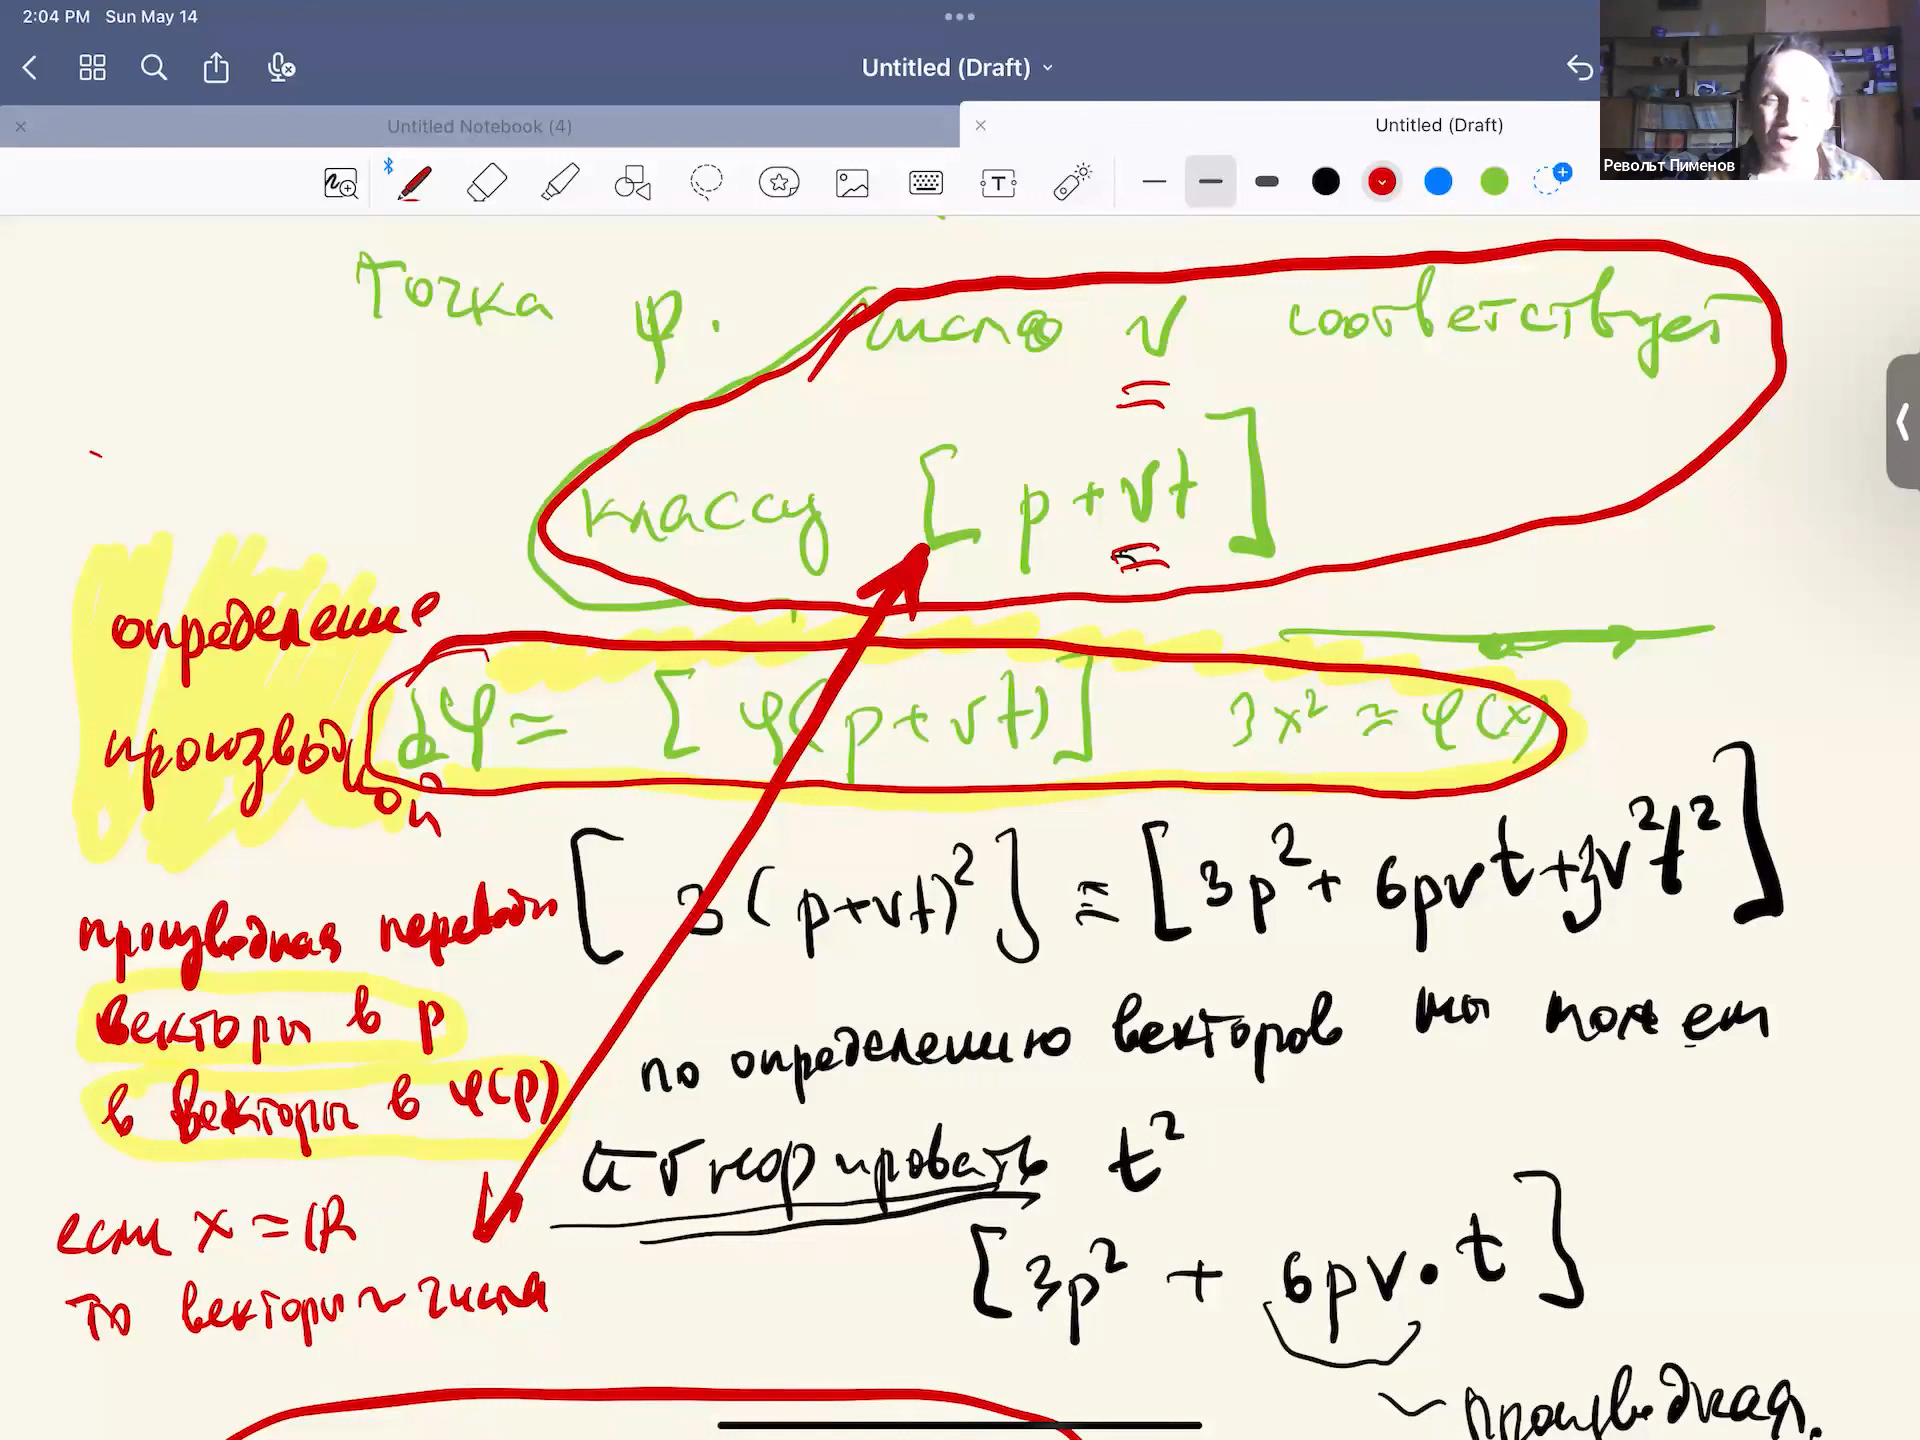 2:04 PM Sun May 14
Untitled (Draft)
Untitled Notebook (4)
Untitled (Draft)
Револьт Пименов
Точка p. число v соответствует
классу [ p + vt ]
определение
производной
dφ = [ φ(p + vt) ] 3x² = φ(x)
[ 3(p+vt)² ] = [ 3p² + 6pvt + 3v²t² ]
производная переводит
векторы в p
в векторы в φ(p)
по определению векторов мы можем
игнорировать t²
если x = ℝ
то векторы ~ числа
[ 3p² + 6pv · t ]
~ производная.